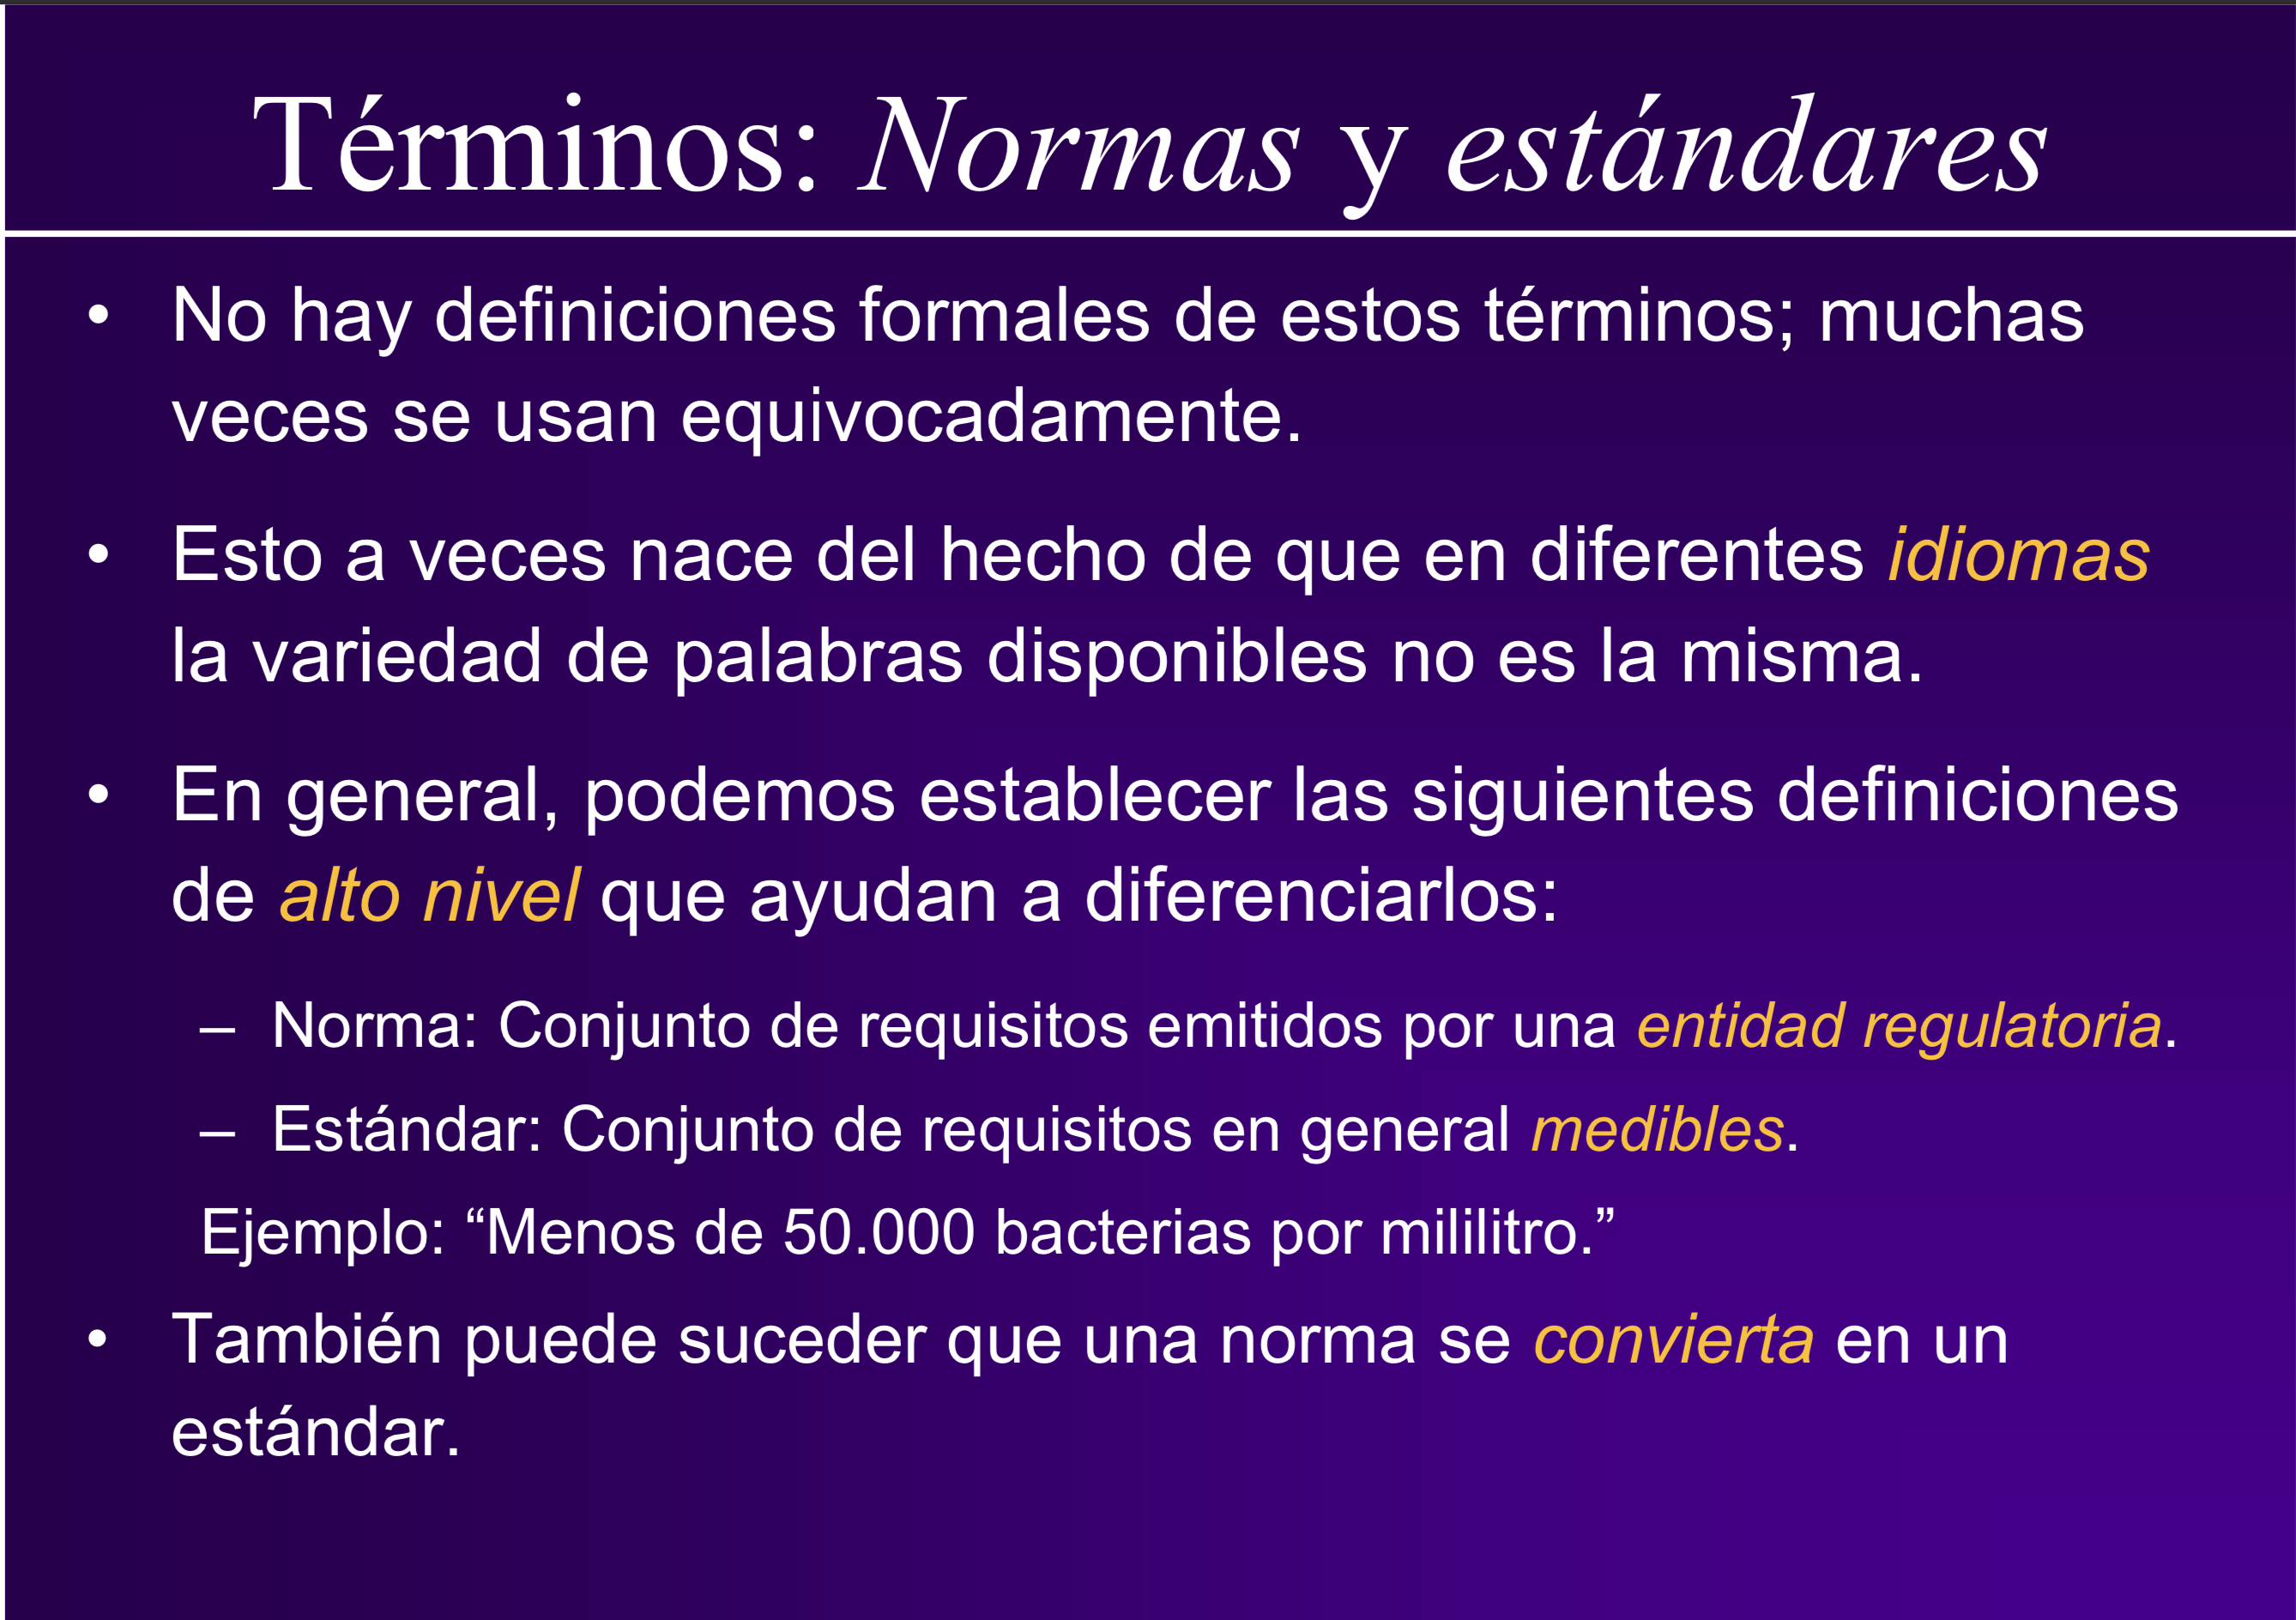 Términos: Normas y estándares
• No hay definiciones formales de estos términos; muchas
veces se usan equivocadamente.
• Esto a veces nace del hecho de que en diferentes idiomas
la variedad de palabras disponibles no es la misma.
• En general, podemos establecer las siguientes definiciones
de alto nivel que ayudan a diferenciarlos:
– Norma: Conjunto de requisitos emitidos por una entidad regulatoria.
– Estándar: Conjunto de requisitos en general medibles.
Ejemplo: “Menos de 50.000 bacterias por mililitro.”
• También puede suceder que una norma se convierta en un
estándar.